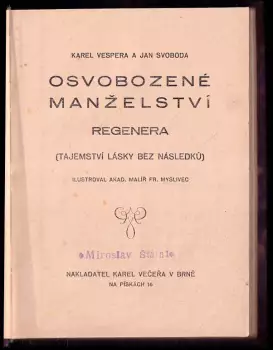 KAREL VESPERA A JAN SVOBODA
OSVOBOZENÉ
MANŽELSTVÍ
REGENERA
(TAJEMSTVÍ LÁSKY BEZ NÁSLEDKŮ)
ILUSTROVAL AKAD. MALÍŘ FR. MYSLIVEC
Miroslav
NAKLADATEL KAREL VEČEŘA V BRNĚ
NA PÍSKÁCH 16